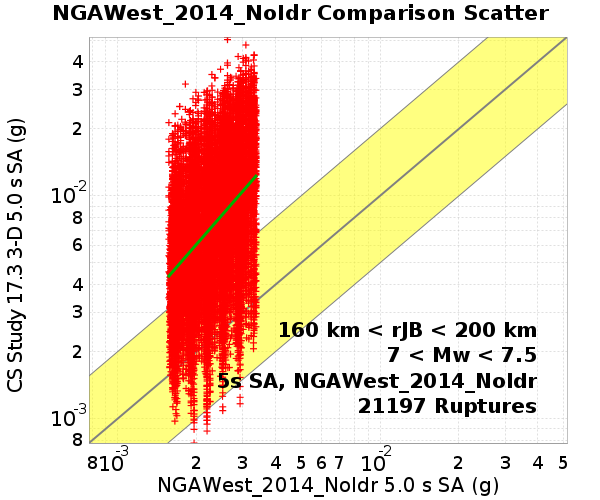 NGAWest_2014_NoIdr Comparison Scatter
CS Study 17.3 3-D 5.0 s SA (g)
4
3
2
10⁻²
8
6
4
3
2
10⁻³
8
160 km < rJB < 200 km
7 < Mw < 7.5
5s SA, NGAWest_2014_NoIdr
21197 Ruptures
8 10⁻³ 2 3 4 5 6 7 10⁻² 2 3 4 5
NGAWest_2014_NoIdr 5.0 s SA (g)